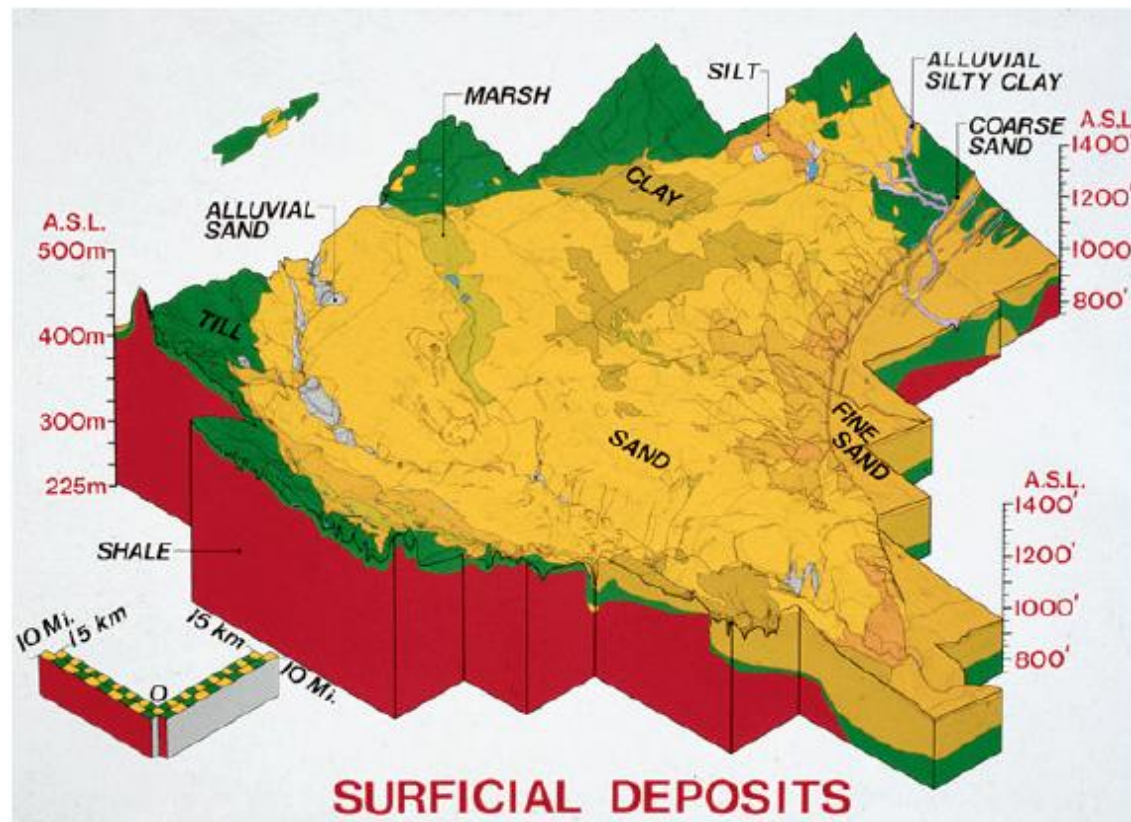 SILT
ALLUVIAL
SILTY CLAY
MARSH
COARSE
SAND
A.S.L.
1400'
1200'
1000'
800'
CLAY
ALLUVIAL
SAND
A.S.L.
500m
400m
300m
225m
TILL
SAND
FINE
SAND
A.S.L.
1400'
1200'
1000'
800'
SHALE
10 Mi.
15 km
15 km
10 Mi.
0
SURFICIAL DEPOSITS